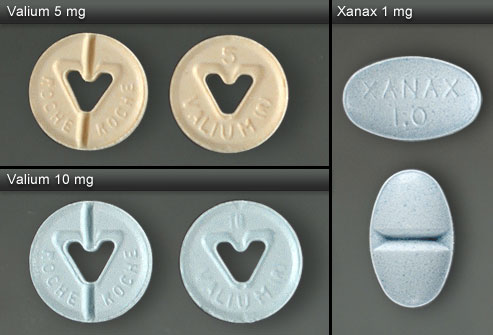 Valium 5 mg
ROCHE ROCHE
5
VALIUM ®
Valium 10 mg
ROCHE ROCHE
VALIUM ®
Xanax 1 mg
XANAX
1.0